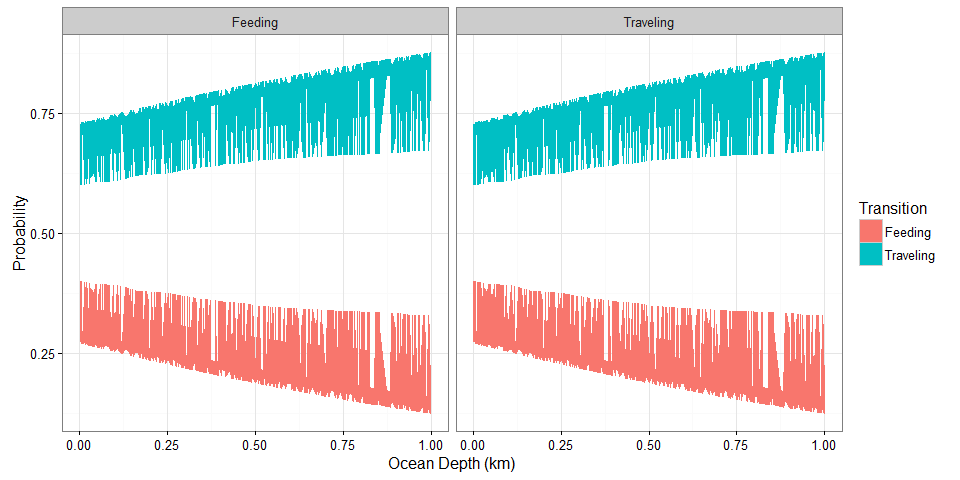 Feeding
Traveling
Probability
0.75
0.50
0.25
0.00 0.25 0.50 0.75 1.00
0.00 0.25 0.50 0.75 1.00
Ocean Depth (km)
Transition
Feeding
Traveling